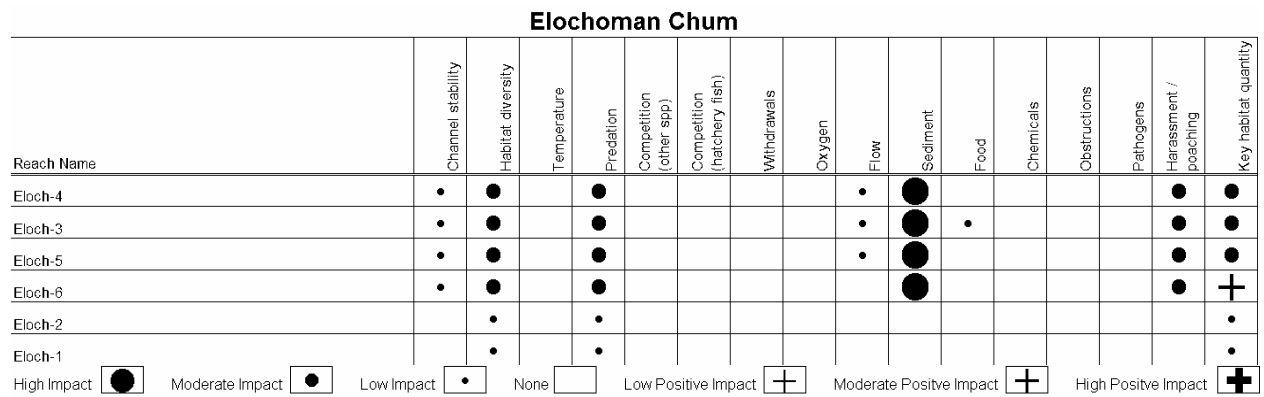 Elochoman Chum
Reach Name
Channel stability
Habitat diversity
Temperature
Predation
Competition
(other spp)
Competition
(hatchery fish)
Withdrawals
Oxygen
Flow
Sediment
Food
Chemicals
Obstructions
Pathogens
Harassment /
poaching
Key habitat quantity
Eloch-4
Eloch-3
Eloch-5
Eloch-6
Eloch-2
Eloch-1
High Impact Moderate Impact Low Impact None Low Positive Impact Moderate Positve Impact High Positve Impact